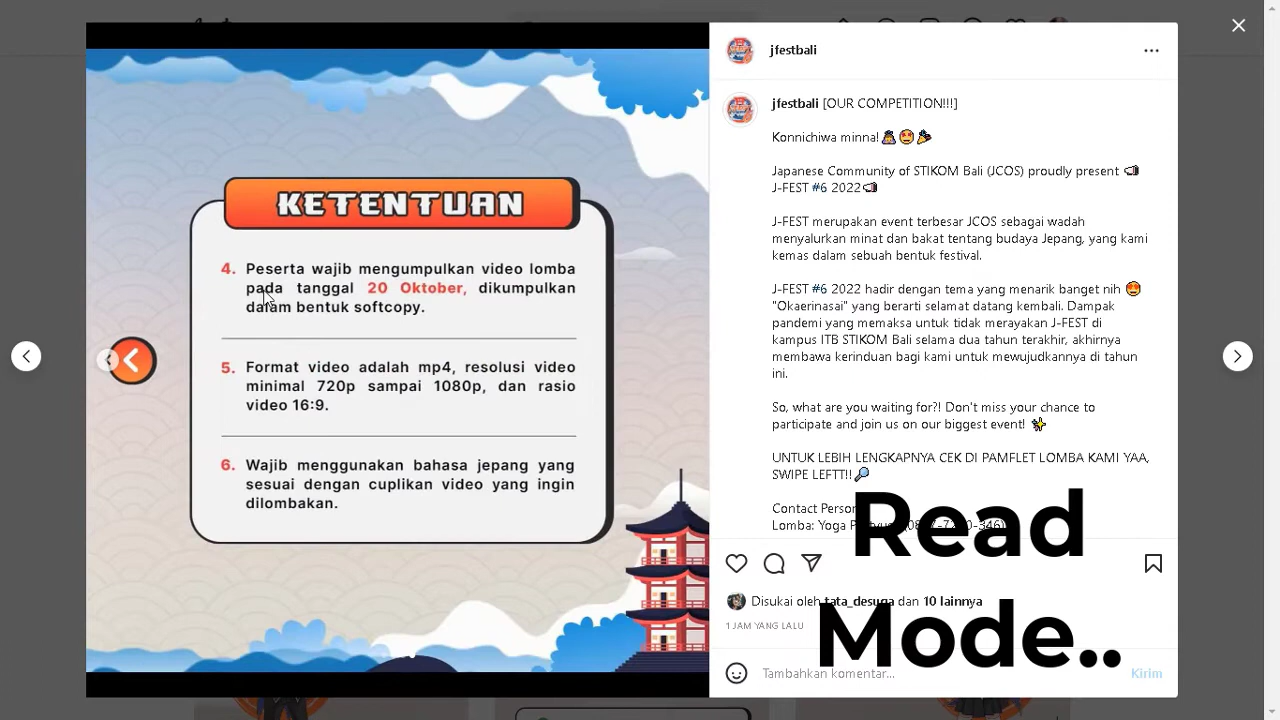 KETENTUAN
4. Peserta wajib mengumpulkan video lomba
pada tanggal 20 Oktober, dikumpulkan
dalam bentuk softcopy.
5. Format video adalah mp4, resolusi video
minimal 720p sampai 1080p, dan rasio
video 16:9.
6. Wajib menggunakan bahasa jepang yang
sesuai dengan cuplikan video yang ingin
dilombakan.
jfestbali
jfestbali [OUR COMPETITION!!!]
Konnichiwa minna!
Japanese Community of STIKOM Bali (JCOS) proudly present
J-FEST #6 2022
J-FEST merupakan event terbesar JCOS sebagai wadah
menyalurkan minat dan bakat tentang budaya Jepang, yang kami
kemas dalam sebuah bentuk festival.
J-FEST #6 2022 hadir dengan tema yang menarik banget nih
"Okaerinasai" yang berarti selamat datang kembali. Dampak
pandemi yang memaksa untuk tidak merayakan J-FEST di
kampus ITB STIKOM Bali selama dua tahun terakhir, akhirnya
membawa kerinduan bagi kami untuk mewujudkannya di tahun
ini.
So, what are you waiting for?! Don't miss your chance to
participate and join us on our biggest event!
UNTUK LEBIH LENGKAPNYA CEK DI PAMFLET LOMBA KAMI YAA,
SWIPE LEFTT!!
Contact Person
Lomba: Yoga
Read
Mode..
Disukai oleh tata_desuga dan 10 lainnya
1 JAM YANG LALU
Tambahkan komentar...
Kirim